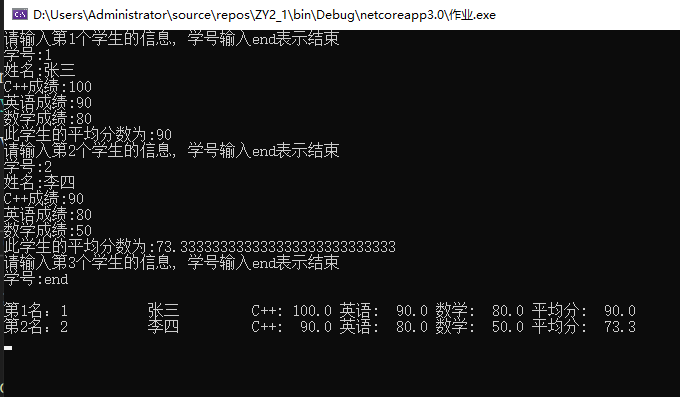 D:\Users\Administrator\source\repos\ZY2_1\bin\Debug\netcoreapp3.0\作业.exe
请输入第1个学生的信息, 学号输入end表示结束
学号:1
姓名:张三
C++成绩:100
英语成绩:90
数学成绩:80
此学生的平均分数为:90
请输入第2个学生的信息, 学号输入end表示结束
学号:2
姓名:李四
C++成绩:90
英语成绩:80
数学成绩:50
此学生的平均分数为:73.333333333333333333333333333
请输入第3个学生的信息, 学号输入end表示结束
学号:end
第1名: 1 张三 C++: 100.0 英语: 90.0 数学: 80.0 平均分: 90.0
第2名: 2 李四 C++: 90.0 英语: 80.0 数学: 50.0 平均分: 73.3